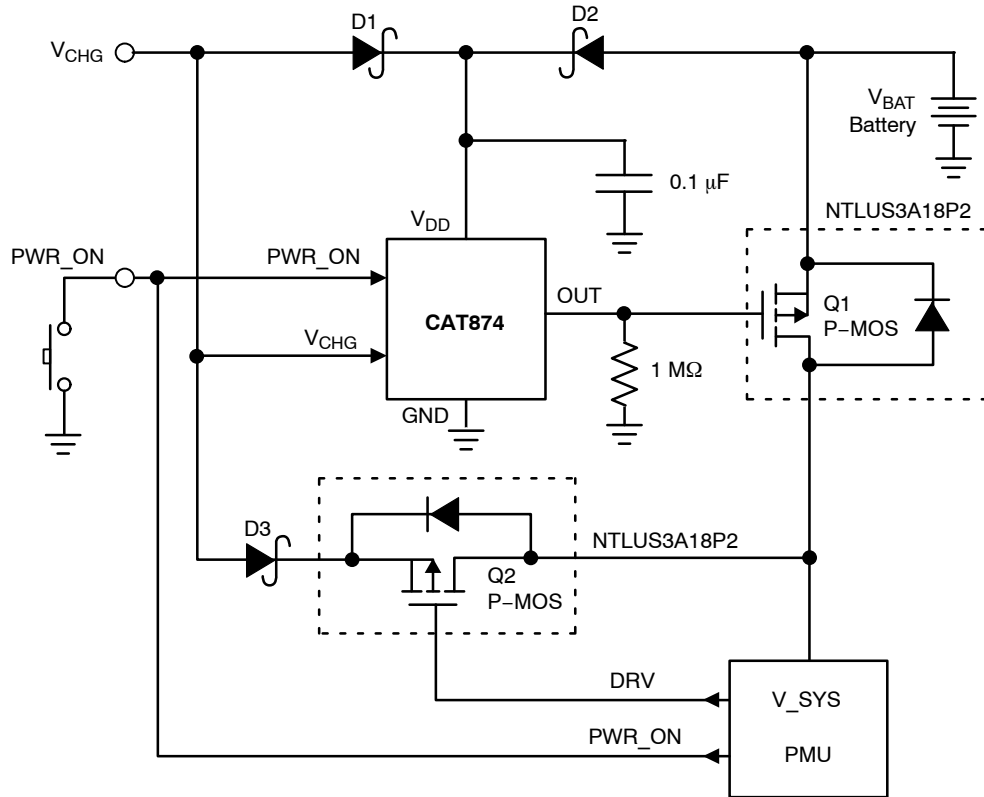 D1
D2
V_CHG
V_BAT
Battery
0.1 μF
V_DD
NTLUS3A18P2
PWR_ON
PWR_ON
OUT
Q1
P−MOS
CAT874
V_CHG
1 MΩ
GND
D3
NTLUS3A18P2
Q2
P−MOS
DRV
V_SYS
PWR_ON
PMU